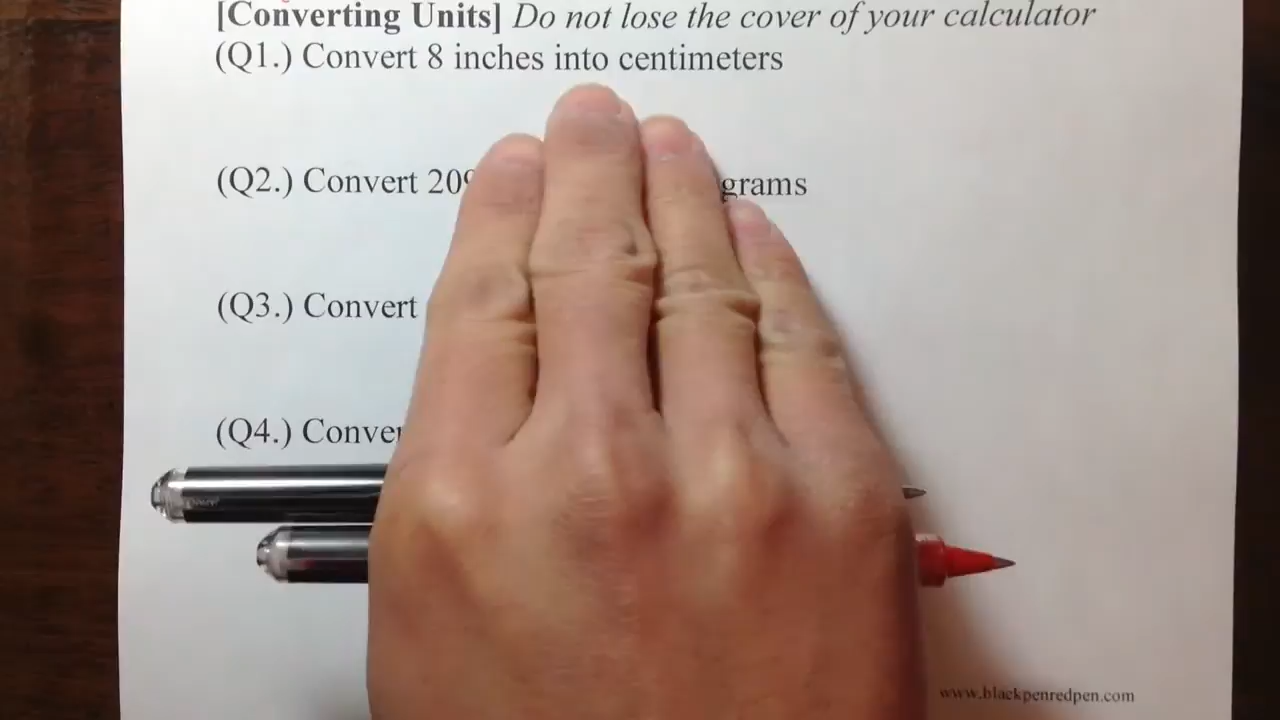 [Converting Units] Do not lose the cover of your calculator
(Q1.) Convert 8 inches into centimeters
(Q2.) Convert 209 grams
(Q3.) Convert
(Q4.) Conver
www.blackpenredpen.com